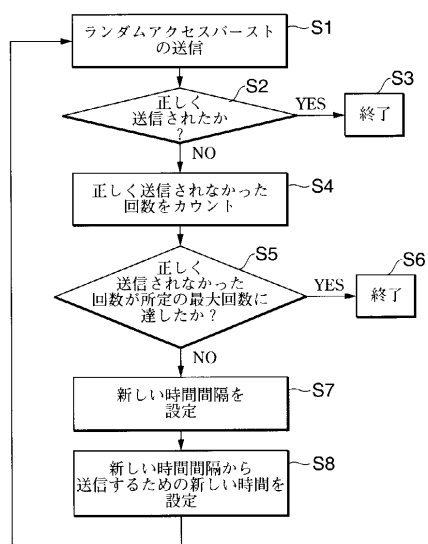 ランダムアクセスバースト
の送信
S1
正しく
送信されたか
?
S2
YES
終了
S3
NO
正しく送信されなかった
回数をカウント
S4
正しく
送信されなかった
回数が所定の最大回数に
達したか?
S5
YES
終了
S6
NO
新しい時間間隔を
設定
S7
新しい時間間隔から
送信するための新しい時間を
設定
S8